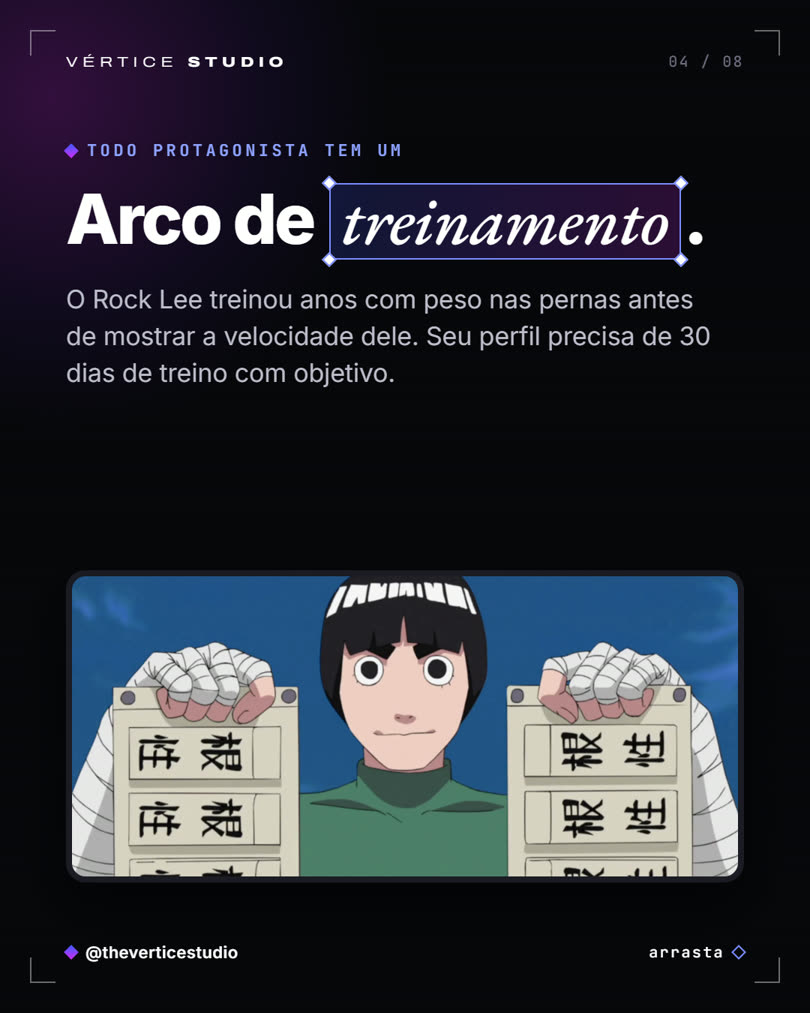 VÉRTICE STUDIO
04 / 08
TODO PROTAGONISTA TEM UM
Arco de treinamento.
O Rock Lee treinou anos com peso nas pernas antes
de mostrar a velocidade dele. Seu perfil precisa de 30
dias de treino com objetivo.
根性
根性
根性
根性
@theverticestudio
arrasta